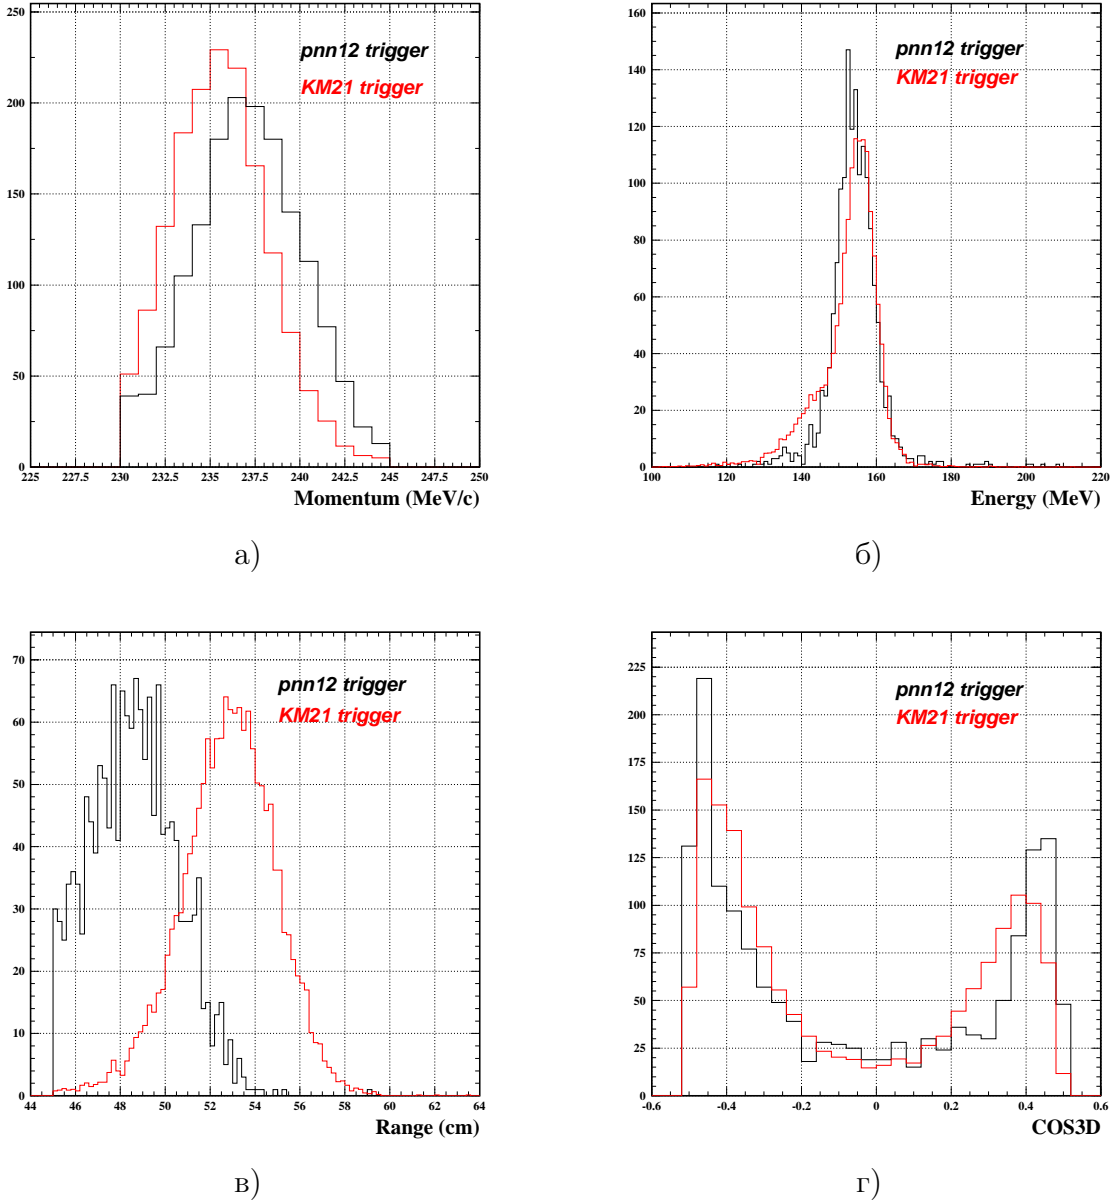 250
200
150
100
50
0
pnn12 trigger
KM21 trigger
225 227.5 230 232.5 235 237.5 240 242.5 245 247.5 250
Momentum (MeV/c)
а)
160
140
120
100
80
60
40
20
0
pnn12 trigger
KM21 trigger
100 120 140 160 180 200 220
Energy (MeV)
б)
70
60
50
40
30
20
10
0
pnn12 trigger
KM21 trigger
44 46 48 50 52 54 56 58 60 62 64
Range (cm)
в)
225
200
175
150
125
100
75
50
25
0
pnn12 trigger
KM21 trigger
-0.6 -0.4 -0.2 0 0.2 0.4 0.6
COS3D
г)